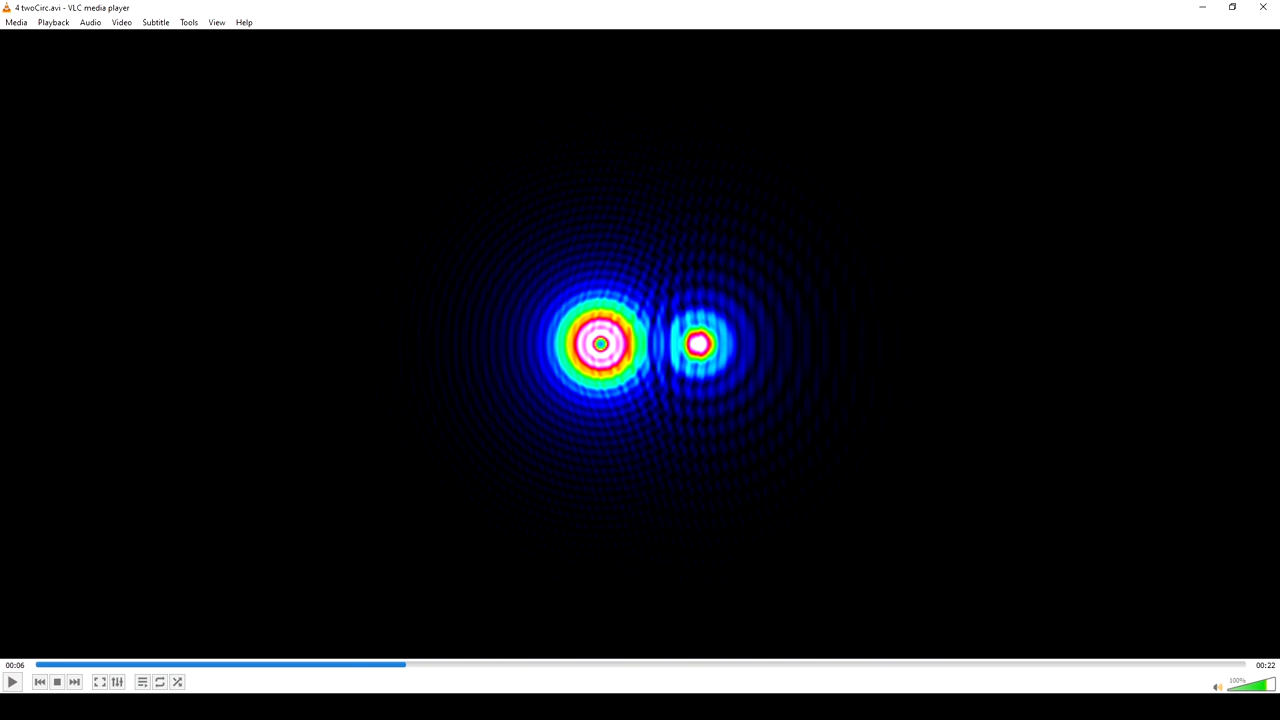 4 twoCirc.avi - VLC media player
Media Playback Audio Video Subtitle Tools View Help
00:06 00:22
100%